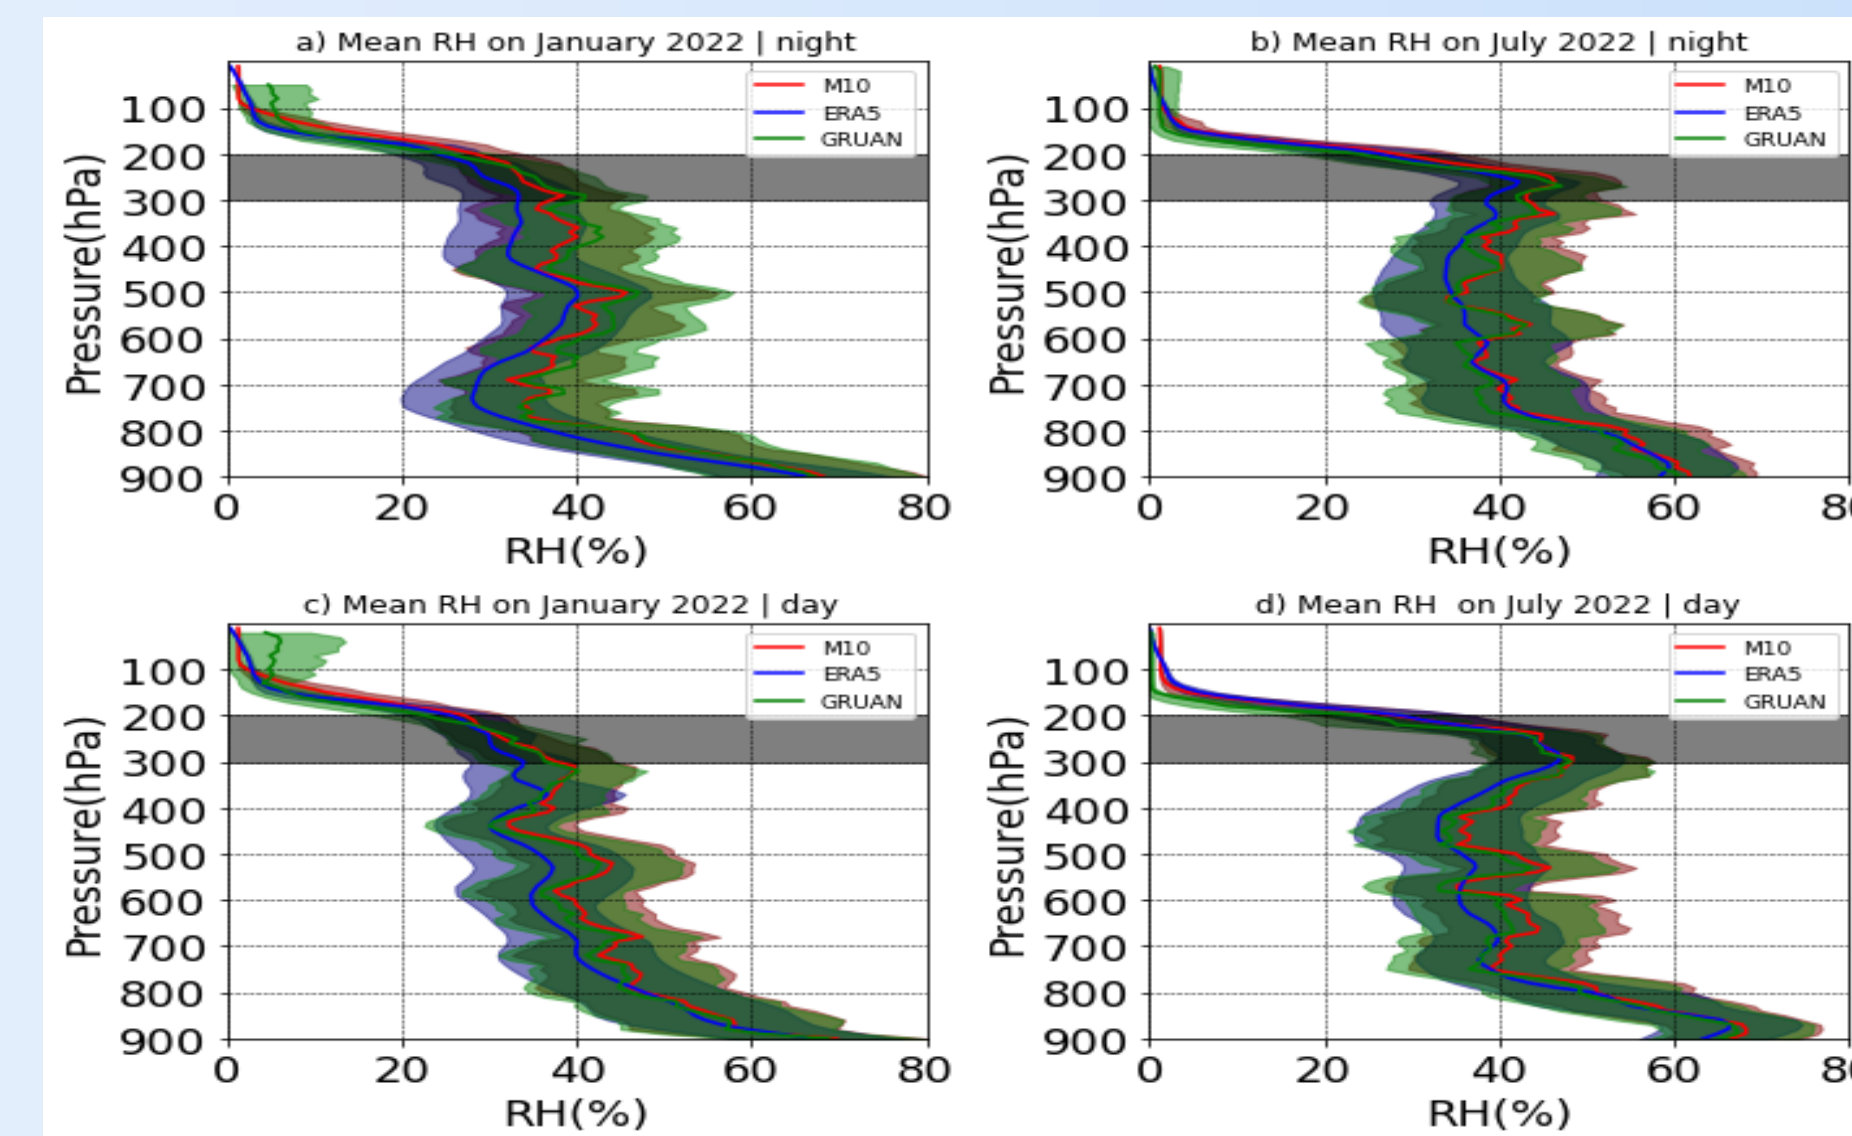 a) Mean RH on January 2022 | night
M10
ERA5
GRUAN
Pressure(hPa)
100
200
300
400
500
600
700
800
900
0 20 40 60 80
RH(%)
b) Mean RH on July 2022 | night
M10
ERA5
GRUAN
Pressure(hPa)
100
200
300
400
500
600
700
800
900
0 20 40 60
RH(%)
c) Mean RH on January 2022 | day
M10
ERA5
GRUAN
Pressure(hPa)
100
200
300
400
500
600
700
800
900
0 20 40 60 80
RH(%)
d) Mean RH  on July 2022 | day
M10
ERA5
GRUAN
Pressure(hPa)
100
200
300
400
500
600
700
800
900
0 20 40 60
RH(%)